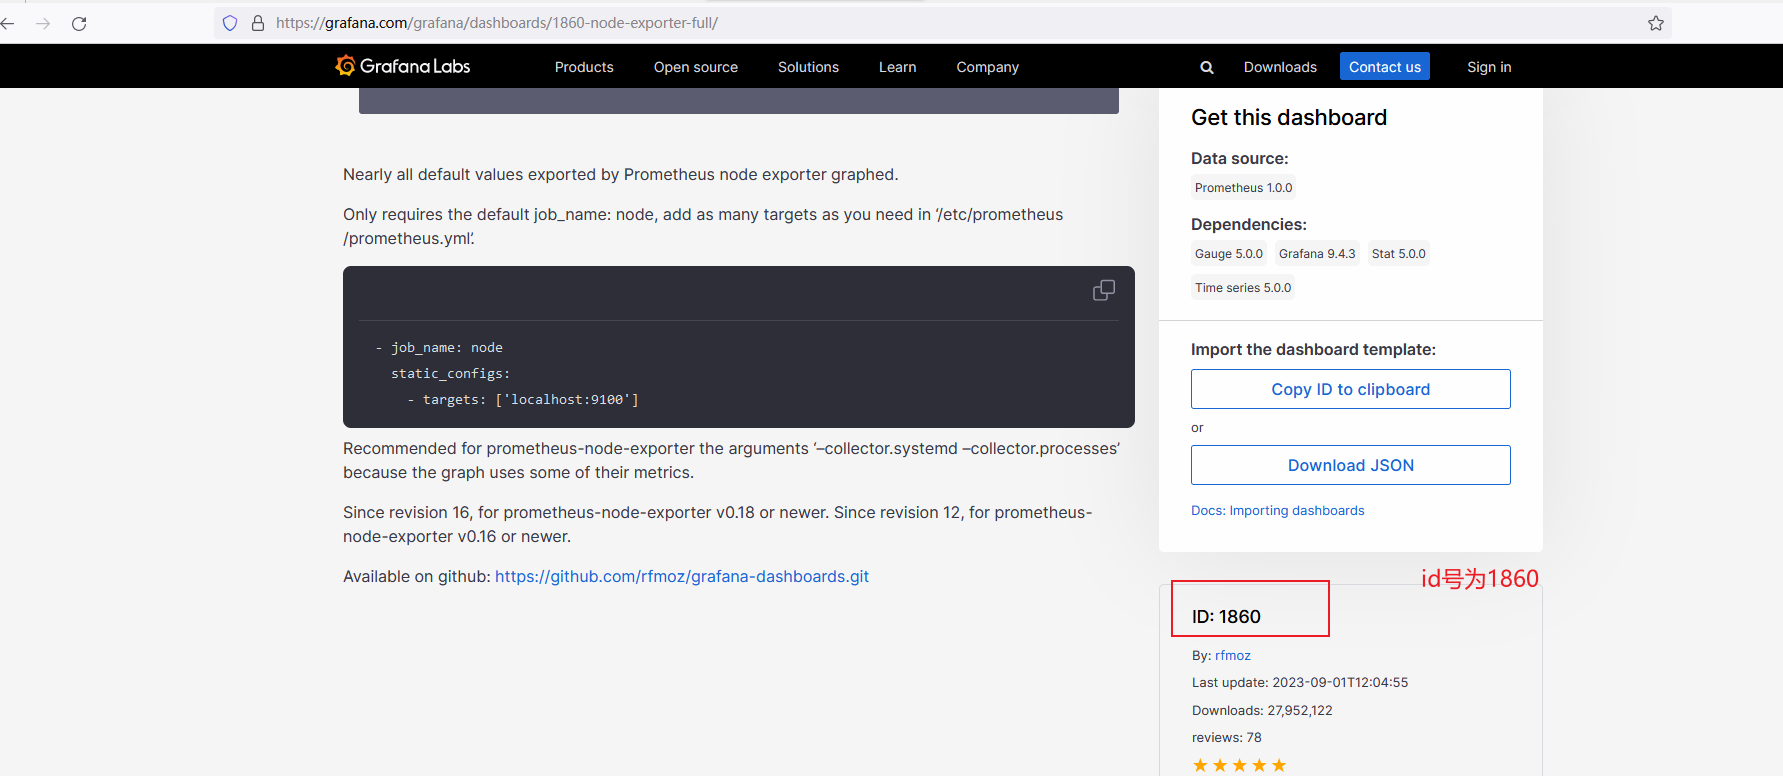 https://grafana.com/grafana/dashboards/1860-node-exporter-full/
Grafana Labs
Products
Open source
Solutions
Learn
Company
Downloads
Contact us
Sign in
Nearly all default values exported by Prometheus node exporter graphed.
Only requires the default job_name: node, add as many targets as you need in ‘/etc/prometheus
/prometheus.yml’.
- job_name: node
static_configs:
- targets: ['localhost:9100']
Recommended for prometheus-node-exporter the arguments ‘–collector.systemd –collector.processes’
because the graph uses some of their metrics.
Since revision 16, for prometheus-node-exporter v0.18 or newer. Since revision 12, for prometheus-
node-exporter v0.16 or newer.
Available on github: https://github.com/rfmoz/grafana-dashboards.git
Get this dashboard
Data source:
Prometheus 1.0.0
Dependencies:
Gauge 5.0.0
Grafana 9.4.3
Stat 5.0.0
Time series 5.0.0
Import the dashboard template:
Copy ID to clipboard
or
Download JSON
Docs: Importing dashboards
id号为1860
ID: 1860
By: rfmoz
Last update: 2023-09-01T12:04:55
Downloads: 27,952,122
reviews: 78